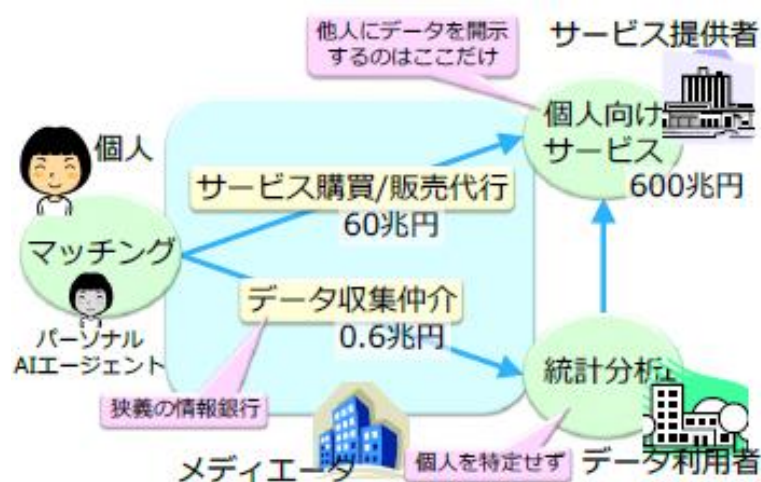 他人にデータを開示
するのはここだけ
サービス提供者
個人
個人向け
サービス
600兆円
サービス購買/販売代行
60兆円
マッチング
データ収集仲介
0.6兆円
パーソナル
AIエージェント
統計分析
狭義の情報銀行
メディエータ
個人を特定せず
データ利用者